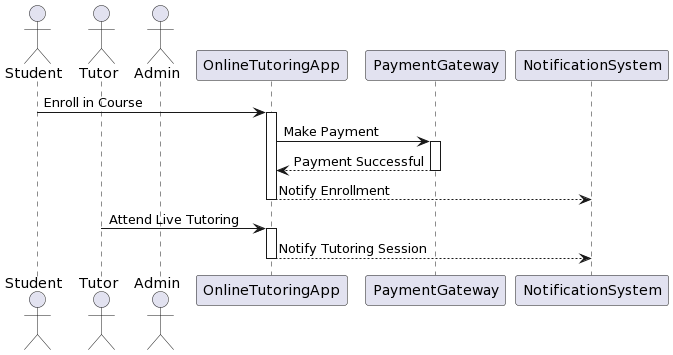 Student
Tutor
Admin
OnlineTutoringApp
PaymentGateway
NotificationSystem
Enroll in Course
Make Payment
Payment Successful
Notify Enrollment
Attend Live Tutoring
Notify Tutoring Session
Student
Tutor
Admin
OnlineTutoringApp
PaymentGateway
NotificationSystem